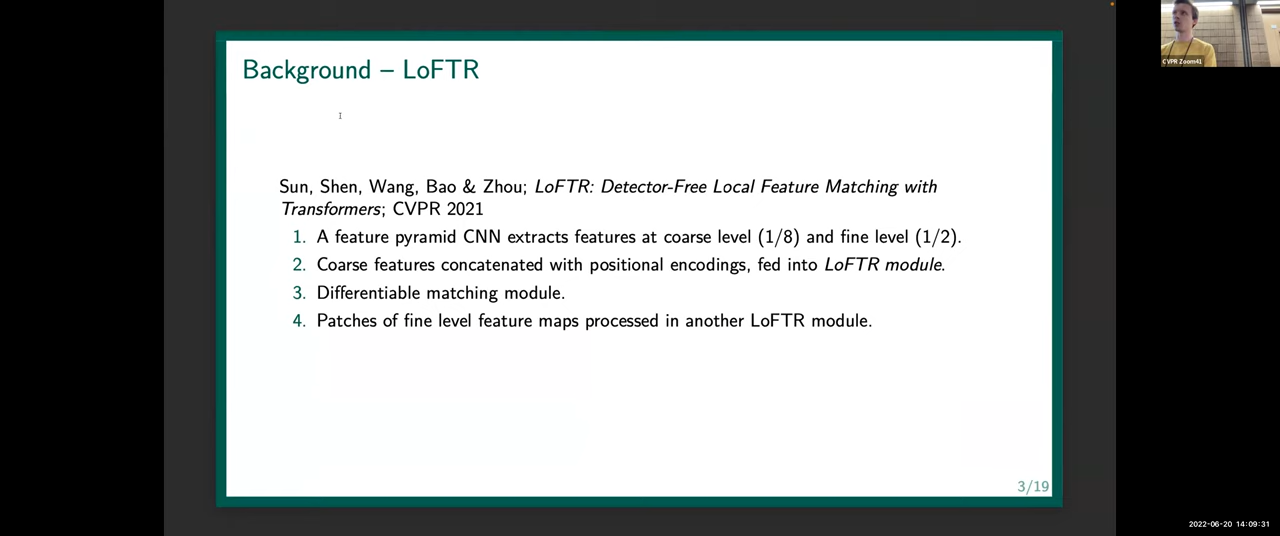 Background – LoFTR
Sun, Shen, Wang, Bao & Zhou; LoFTR: Detector-Free Local Feature Matching with
Transformers; CVPR 2021
1. A feature pyramid CNN extracts features at coarse level (1/8) and fine level (1/2).
2. Coarse features concatenated with positional encodings, fed into LoFTR module.
3. Differentiable matching module.
4. Patches of fine level feature maps processed in another LoFTR module.
3/19
CVPR Zoom41
2022-06-20 14:09:31